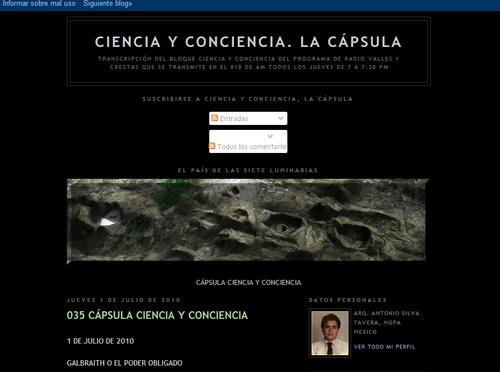 Informar sobre mal uso Siguiente blog»
CIENCIA Y CONCIENCIA. LA CÁPSULA
TRANSCRIPCIÓN DEL BLOQUE CIENCIA Y CONCIENCIA DEL PROGRAMA DE RADIO VALLES Y
CRESTAS QUE SE TRANSMITE EN EL 810 DE AM TODOS LOS JUEVES DE 7 A 7:30 PM
SUSCRIBIRSE A CIENCIA Y CONCIENCIA, LA CÁPSULA
Entradas
Todos los comentarios
EL PAÍS DE LAS SIETE LUMINARIAS
CÁPSULA CIENCIA Y CONCIENCIA
JUEVES 1 DE JULIO DE 2010
035 CÁPSULA CIENCIA Y CONCIENCIA
1 DE JULIO DE 2010
GALBRAITH O EL PODER OBLIGADO
DATOS PERSONALES
ARQ. ANTONIO SILVA
TAVERA, MGPA
MEXICO
VER TODO MI PERFIL